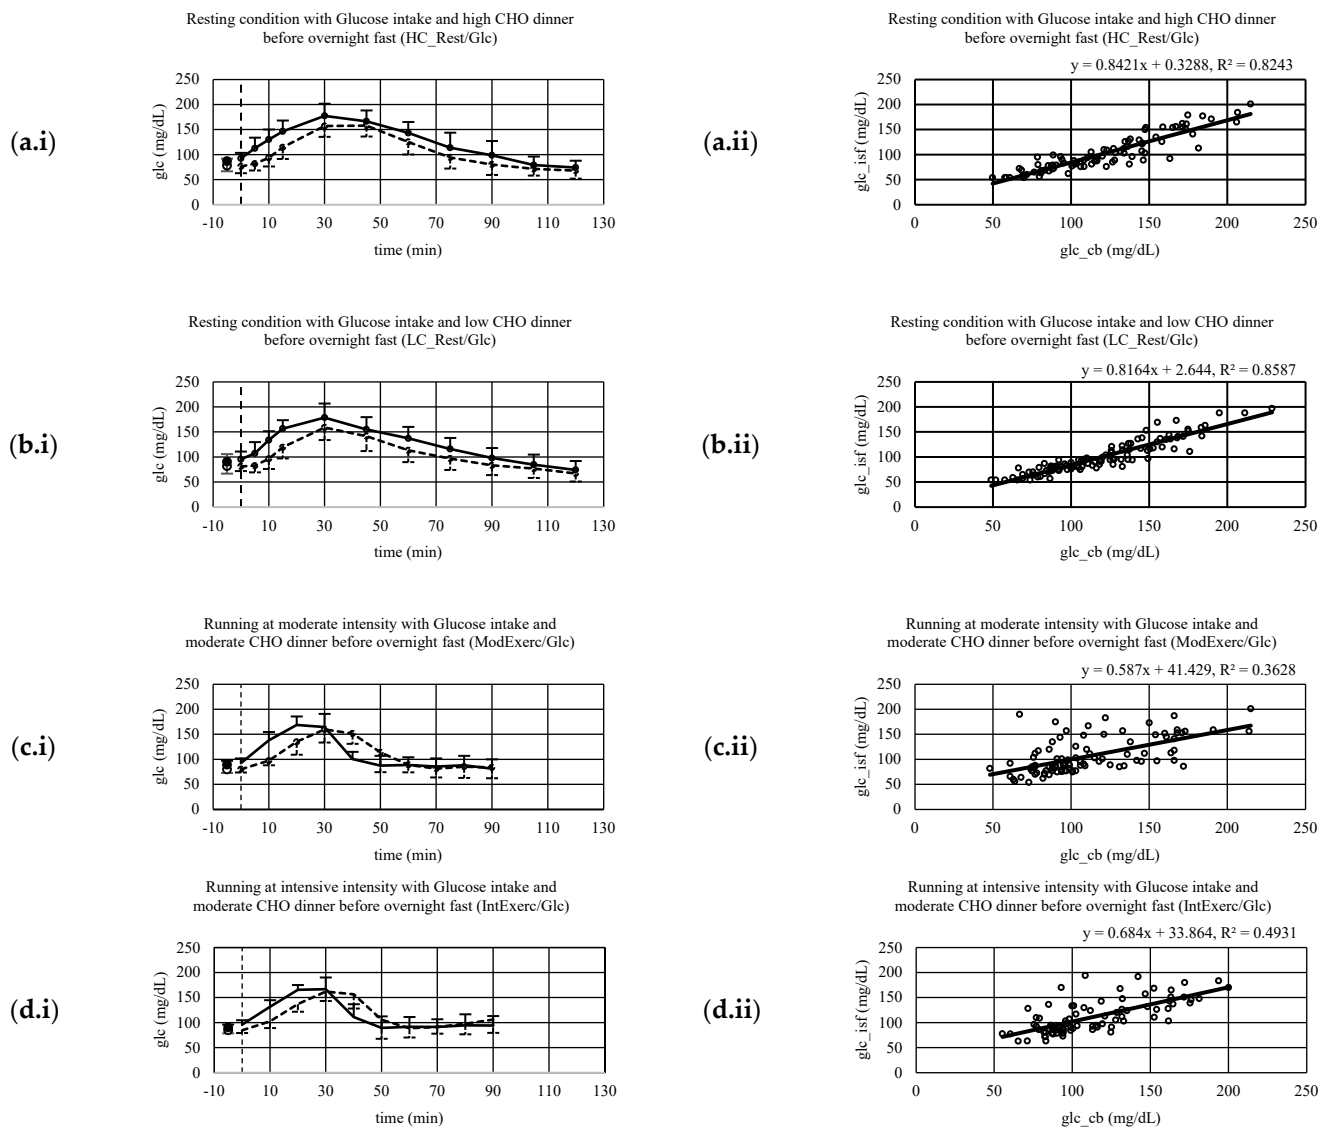 (a.i)
Resting condition with Glucose intake and high CHO dinner
before overnight fast (HC_Rest/Glc)
glc (mg/dL)
250
200
150
100
50
0
-10 10 30 50 70 90 110 130
time (min)
(a.ii)
Resting condition with Glucose intake and high CHO dinner
before overnight fast (HC_Rest/Glc)
y = 0.8421x + 0.3288, R² = 0.8243
glc_isf (mg/dL)
250
200
150
100
50
0
0 50 100 150 200 250
glc_cb (mg/dL)
(b.i)
Resting condition with Glucose intake and low CHO dinner
before overnight fast (LC_Rest/Glc)
glc (mg/dL)
250
200
150
100
50
0
-10 10 30 50 70 90 110 130
time (min)
(b.ii)
Resting condition with Glucose intake and low CHO dinner
before overnight fast (LC_Rest/Glc)
y = 0.8164x + 2.644, R² = 0.8587
glc_isf (mg/dL)
250
200
150
100
50
0
0 50 100 150 200 250
glc_cb (mg/dL)
(c.i)
Running at moderate intensity with Glucose intake and
moderate CHO dinner before overnight fast (ModExerc/Glc)
glc (mg/dL)
250
200
150
100
50
0
-10 10 30 50 70 90 110 130
time (min)
(c.ii)
Running at moderate intensity with Glucose intake and
moderate CHO dinner before overnight fast (ModExerc/Glc)
y = 0.587x + 41.429, R² = 0.3628
glc_isf (mg/dL)
250
200
150
100
50
0
0 50 100 150 200 250
glc_cb (mg/dL)
(d.i)
Running at intensive intensity with Glucose intake and
moderate CHO dinner before overnight fast (IntExerc/Glc)
glc (mg/dL)
250
200
150
100
50
0
-10 10 30 50 70 90 110 130
time (min)
(d.ii)
Running at intensive intensity with Glucose intake and
moderate CHO dinner before overnight fast (IntExerc/Glc)
y = 0.684x + 33.864, R² = 0.4931
glc_isf (mg/dL)
250
200
150
100
50
0
0 50 100 150 200 250
glc_cb (mg/dL)